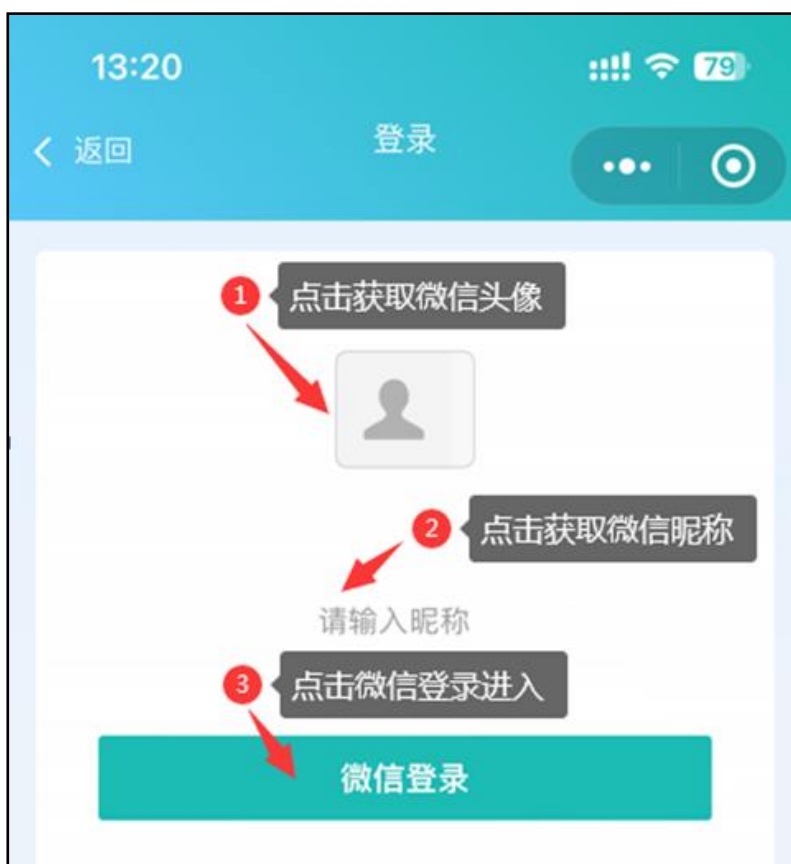 13:20
79
返回
登录
1
点击获取微信头像
2
点击获取微信昵称
请输入昵称
3
点击微信登录进入
微信登录